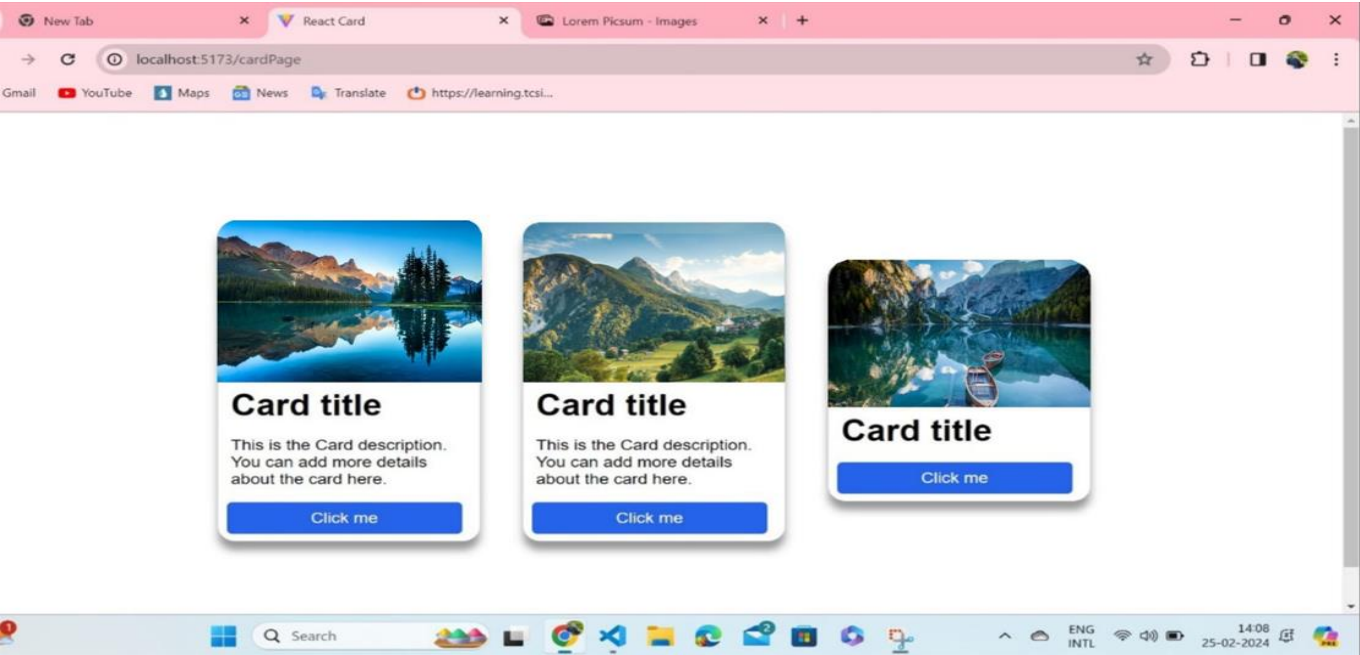 New Tab
React Card
Lorem Picsum - Images
localhost:5173/cardPage
Gmail
YouTube
Maps
News
Translate
https://learning.tcsi...
Card title
This is the Card description.
You can add more details
about the card here.
Click me
Card title
This is the Card description.
You can add more details
about the card here.
Click me
Card title
Click me
1
Search
2
ENG
INTL
14:08
25-02-2024